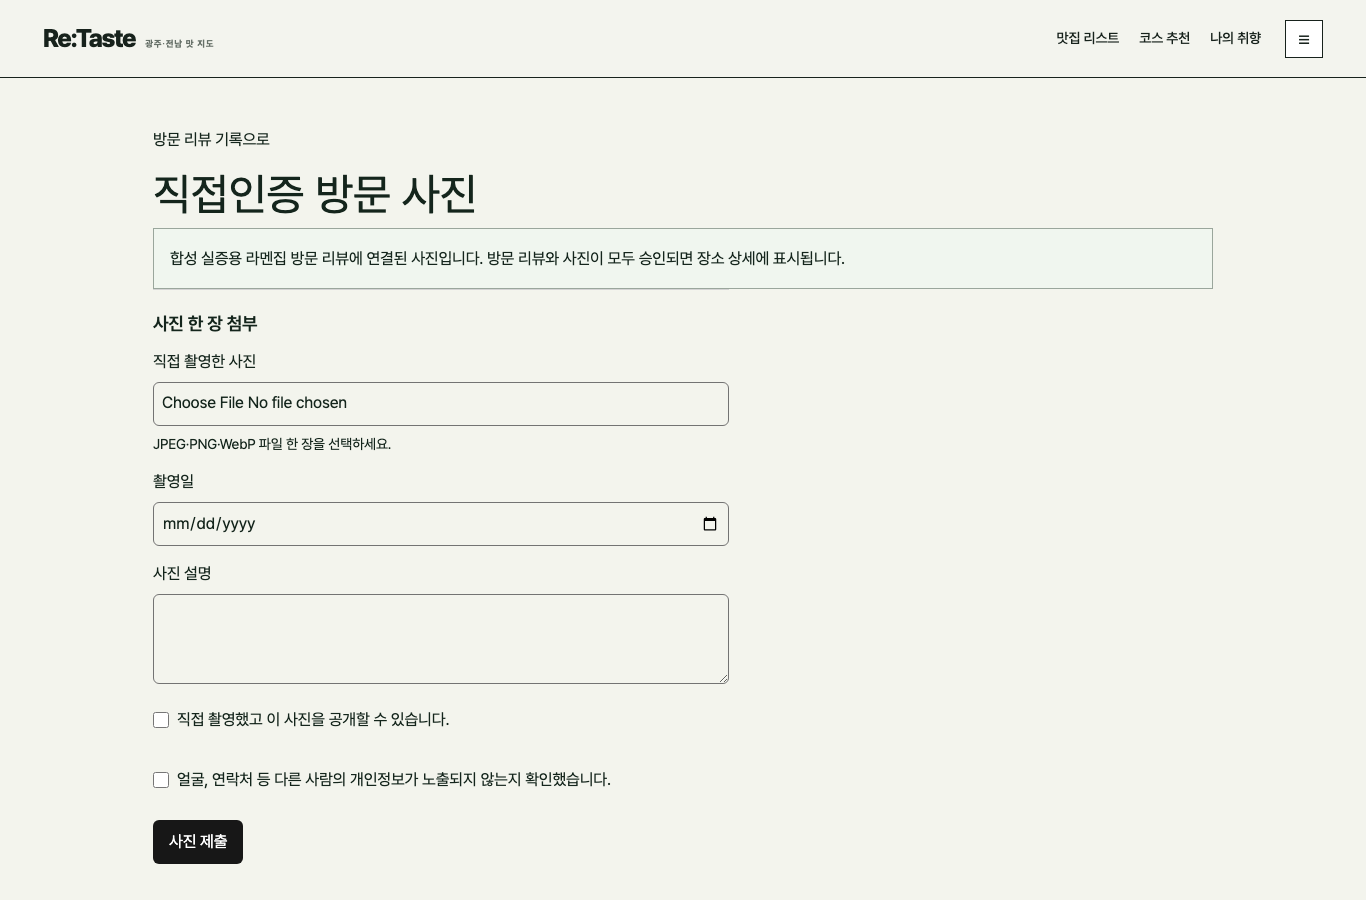 Re:Taste 광주·전남 맛 지도
맛집 리스트 코스 추천 나의 취향
방문 리뷰 기록으로
직접인증 방문 사진
합성 실증용 라멘집 방문 리뷰에 연결된 사진입니다. 방문 리뷰와 사진이 모두 승인되면 장소 상세에 표시됩니다.
사진 한 장 첨부
직접 촬영한 사진
Choose File No file chosen
JPEG·PNG·WebP 파일 한 장을 선택하세요.
촬영일
mm/dd/yyyy
사진 설명
직접 촬영했고 이 사진을 공개할 수 있습니다.
얼굴, 연락처 등 다른 사람의 개인정보가 노출되지 않는지 확인했습니다.
사진 제출